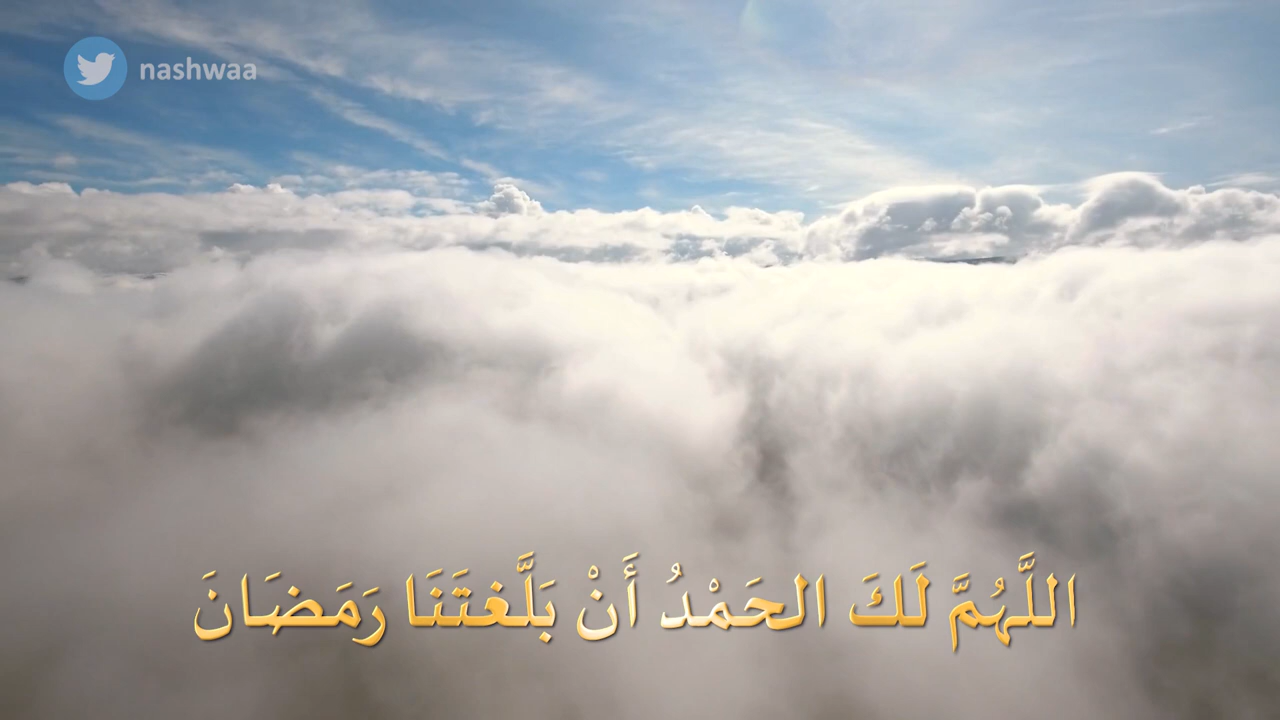 nashwaa
اللَّهُمَّ لَكَ الحَمْدُ أَنْ بَلَّغتَنَا رَمَضَانَ